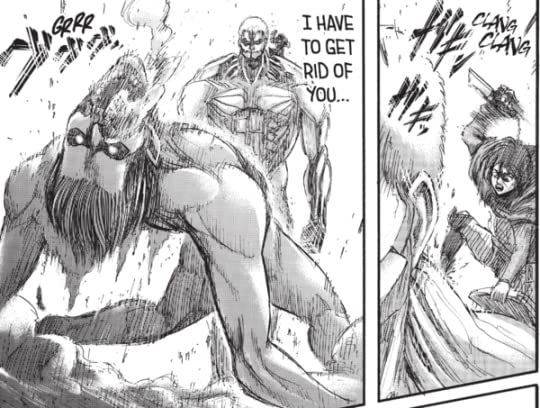 GRRR
I HAVE
TO GET
RID OF
YOU...
CLANG
CLANG